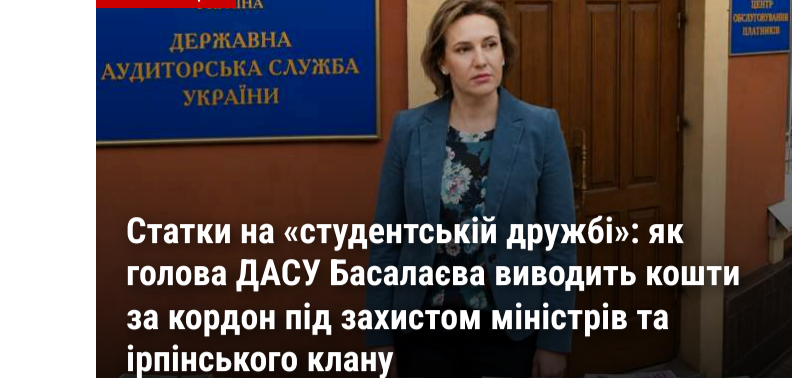 ДЕРЖАВНА
АУДИТОРСЬКА СЛУЖБА
УКРАЇНИ
ЦЕНТР
ОБСЛУГОВУВАННЯ
ПЛАТНИКІВ
Статки на «студентській дружбі»: як
голова ДАСУ Басалаєва виводить кошти
за кордон під захистом міністрів та
ірпінського клану